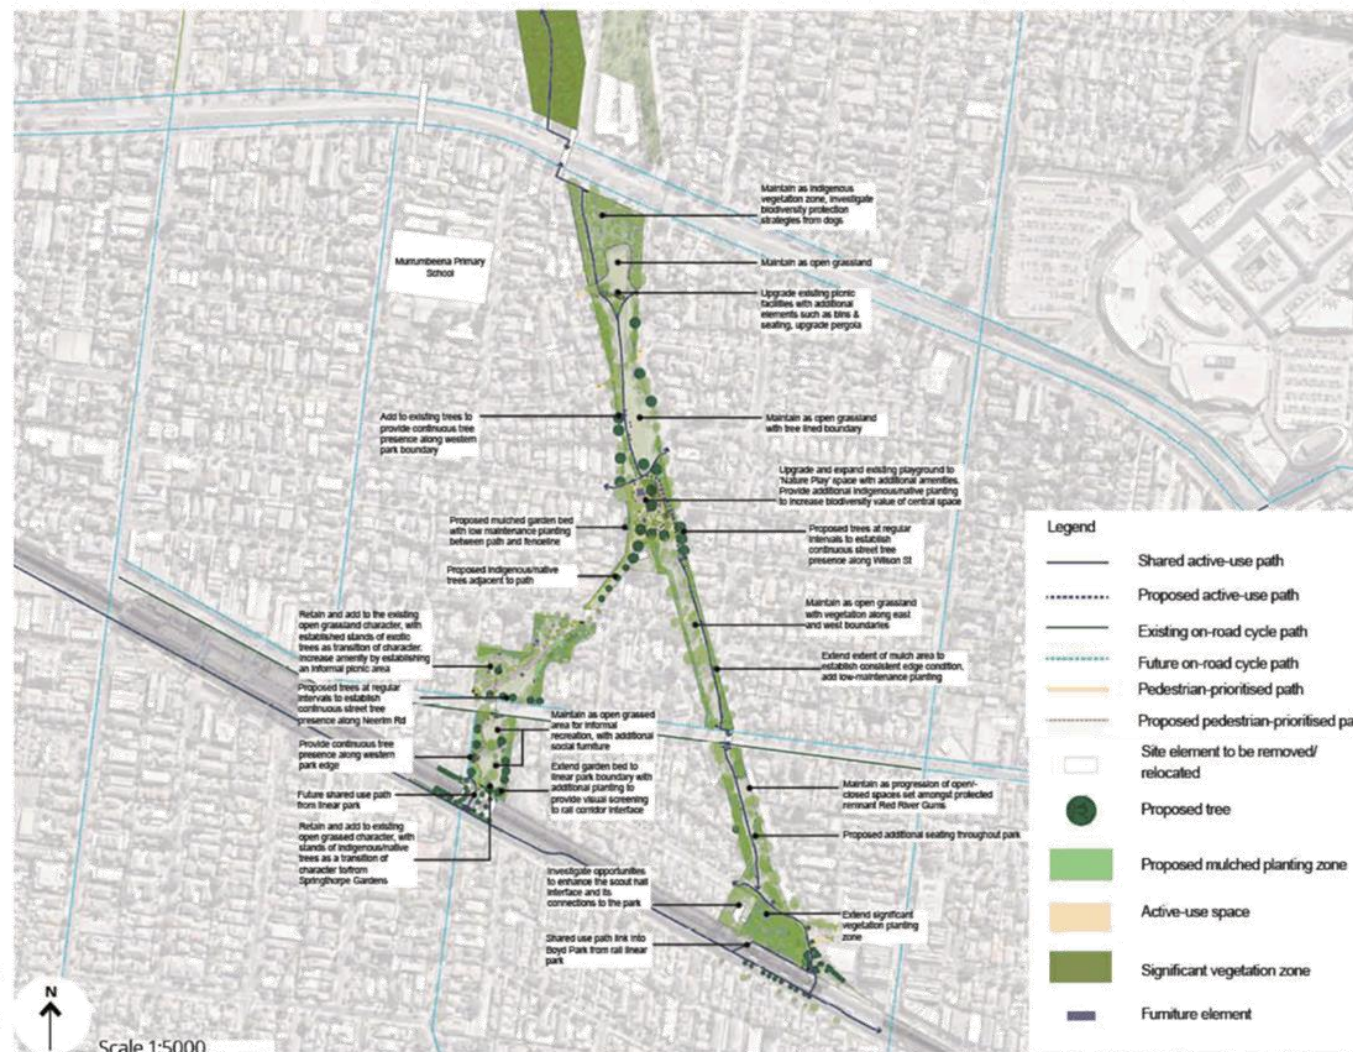 Maintain as indigenous
vegetation zone, investigate
biodiversity protection
strategies from dogs
Murrumbeena Primary
School
Maintain as open grassland
Upgrade existing picnic
facilities with additional
elements such as bins &
seating, upgrade pergola
Add to existing trees to
provide continuous tree
presence along western
park boundary
Maintain as open grassland
with tree lined boundary
Upgrade and expand existing playground to
'Nature Play' space with additional amenities.
Provide additional indigenous/native planting
to increase biodiversity value of central space
Proposed mulched garden bed
with low maintenance planting
between path and fenceline
Proposed trees at regular
intervals to establish
continuous street tree
presence along Wilson St
Proposed indigenous/native
trees adjacent to path
Maintain as open grassland
with vegetation along east
and west boundaries
Retain and add to the existing
open grassland character, with
established stands of exotic
trees as transition of character.
Increase amenity by establishing
an informal picnic area
Extend extent of mulch area to
establish consistent edge condition,
add low-maintenance planting
Proposed trees at regular
intervals to establish
continuous street tree
presence along Neerim Rd
Maintain as open grassed
area for informal
recreation, with additional
social furniture
Provide continuous tree
presence along western
park edge
Extend garden bed to
linear park boundary with
additional planting to
provide visual screening
to rail corridor interface
Future shared use path
from linear park
Maintain as progression of open/-
closed spaces set amongst protected
remnant Red River Gums
Retain and add to existing
open grassed character, with
stands of indigenous/native
trees as a transition of
character to/from
Springthorpe Gardens
Proposed additional seating throughout park
Investigate opportunities
to enhance the scout hall
interface and its
connections to the park
Extend significant
vegetation planting
zone
Shared use path link into
Boyd Park from rail linear
park
Legend
Shared active-use path
Proposed active-use path
Existing on-road cycle path
Future on-road cycle path
Pedestrian-prioritised path
Proposed pedestrian-prioritised pa
Site element to be removed/
relocated
Proposed tree
Proposed mulched planting zone
Active-use space
Significant vegetation zone
Furniture element
N
Scale 1:5000